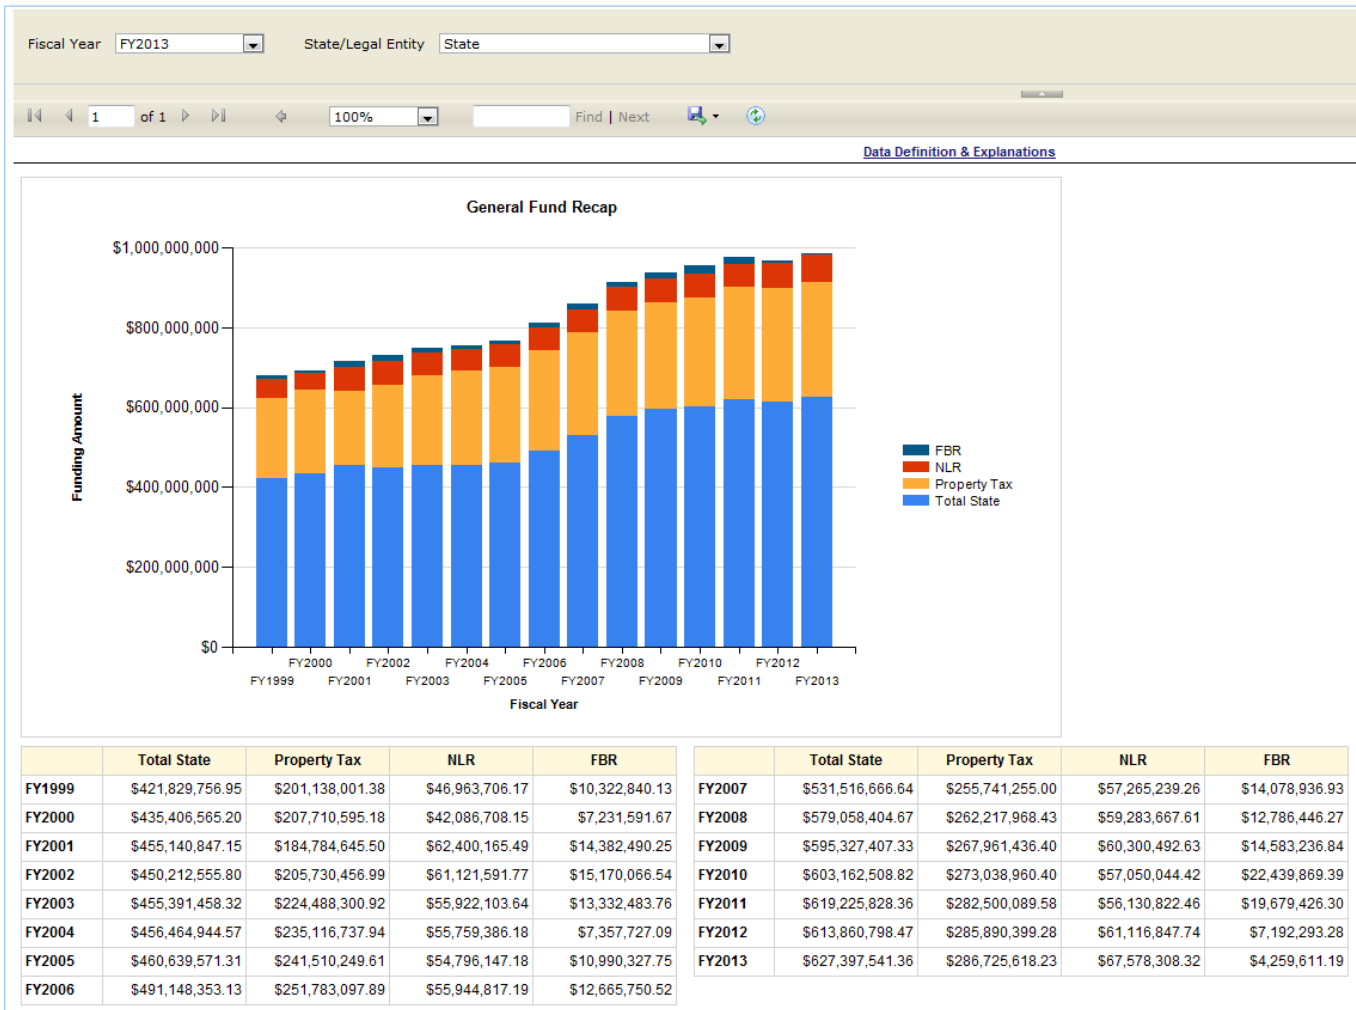 Fiscal Year FY2013 State/Legal Entity State
1 of 1 100% Find | Next
Data Definition & Explanations
General Fund Recap
$1,000,000,000
$800,000,000
$600,000,000
$400,000,000
$200,000,000
$0
Funding Amount
FBR
NLR
Property Tax
Total State
FY2000 FY2002 FY2004 FY2006 FY2008 FY2010 FY2012
FY1999 FY2001 FY2003 FY2005 FY2007 FY2009 FY2011 FY2013
Fiscal Year
Total State Property Tax NLR FBR
FY1999 $421,829,756.95 $201,138,001.38 $46,963,706.17 $10,322,840.13
FY2000 $435,406,565.20 $207,710,595.18 $42,086,708.15 $7,231,591.67
FY2001 $455,140,847.15 $184,784,645.50 $62,400,165.49 $14,382,490.25
FY2002 $450,212,555.80 $205,730,456.99 $61,121,591.77 $15,170,066.54
FY2003 $455,391,458.32 $224,488,300.92 $55,922,103.64 $13,332,483.76
FY2004 $456,464,944.57 $235,116,737.94 $55,759,386.18 $7,357,727.09
FY2005 $460,639,571.31 $241,510,249.61 $54,796,147.18 $10,990,327.75
FY2006 $491,148,353.13 $251,783,097.89 $55,944,817.19 $12,665,750.52
Total State Property Tax NLR FBR
FY2007 $531,516,666.64 $255,741,255.00 $57,265,239.26 $14,078,936.93
FY2008 $579,058,404.67 $262,217,968.43 $59,283,667.61 $12,786,446.27
FY2009 $595,327,407.33 $267,961,436.40 $60,300,492.63 $14,583,236.84
FY2010 $603,162,508.82 $273,038,960.40 $57,050,044.42 $22,439,869.39
FY2011 $619,225,828.36 $282,500,089.58 $56,130,822.46 $19,679,426.30
FY2012 $613,860,798.47 $285,890,399.28 $61,116,847.74 $7,192,293.28
FY2013 $627,397,541.36 $286,725,618.23 $67,578,308.32 $4,259,611.19